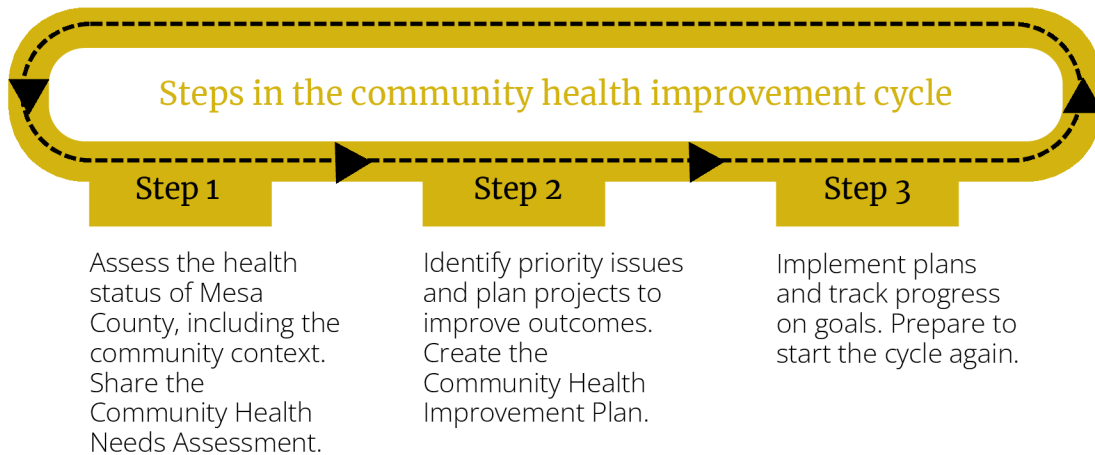 Steps in the community health improvement cycle
Step 1
Assess the health
status of Mesa
County, including the
community context.
Share the
Community Health
Needs Assessment.
Step 2
Identify priority issues
and plan projects to
improve outcomes.
Create the
Community Health
Improvement Plan.
Step 3
Implement plans
and track progress
on goals. Prepare to
start the cycle again.